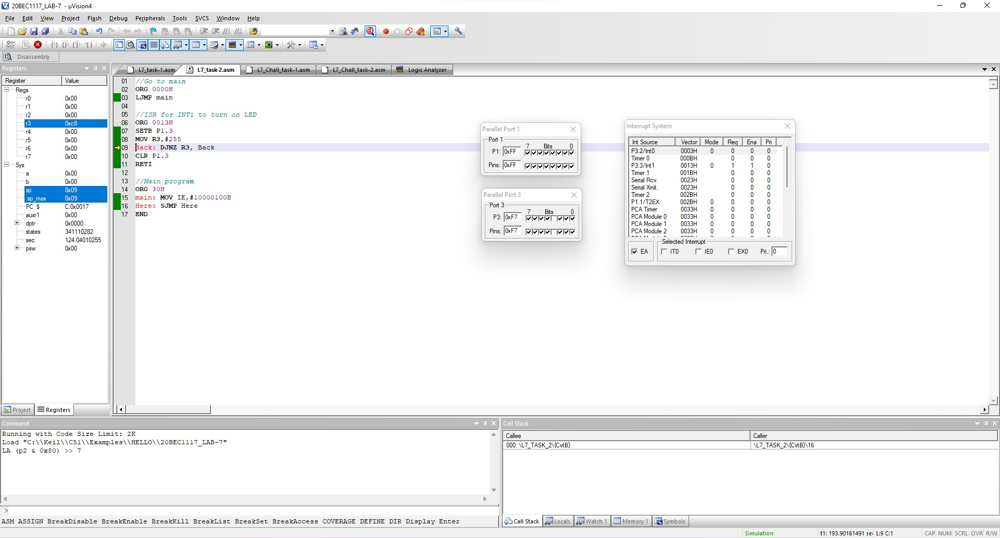 20BEC1117_LAB-7 - µVision4
File Edit View Project Flash Debug Peripherals Tools SVCS Window Help
Disassembly
Registers
Register Value
Regs
r0 0x00
r1 0x00
r2 0x00
r3 0xc8
r4 0x00
r5 0x00
r6 0x00
r7 0x00
Sys
a 0x00
b 0x00
sp 0x09
sp_max 0x09
PC $ C:0x0017
auxr1 0x00
dptr 0x0000
states 341110282
sec 124.04010255
psw 0x00
Project Registers
L7_task-1.asm L7_task-2.asm L7_Chall_task-1.asm L7_Chall_task-2.asm Logic Analyzer
01 //Go to main
02 ORG 0000H
03 LJMP main
04
05 //ISR for INT1 to turn on LED
06 ORG 0013H
07 SETB P1.3
08 MOV R3,#255
09 Back: DJNZ R3, Back
10 CLR P1.3
11 RETI
12
13 //Main program
14 ORG 30H
15 main: MOV IE,#10000100B
16 Here: SJMP Here
17 END
Parallel Port 1
Port 1
7 Bits 0
P1: 0xFF
Pins: 0xFF
Parallel Port 3
Port 3
7 Bits 0
P3: 0xF7
Pins: 0xF7
Interrupt System
Int Source Vector Mode Req Ena Pri
P3.2/Int0 0003H 0 0 0 0
Timer 0 000BH 0 0 0
P3.3/Int1 0013H 0 1 1 0
Timer 1 001BH 0 0 0
Serial Rcv. 0023H 0 0 0
Serial Xmit. 0023H 0 0 0
Timer 2 002BH 0 0 0
P1.1/T2EX 002BH 0 0 0 0
PCA Timer 0033H 0 0 0 0
PCA Module 0 0033H 0 0 0 0
PCA Module 1 0033H 0 0 0 0
PCA Module 2 0033H 0 0 0 0
Selected Interrupt
EA IT0 IE0 EX0 Pri.: 0
Command
Running with Code Size Limit: 2K
Load "C:\\Keil\\C51\\Examples\\HELLO\\20BEC1117_LAB-7"
LA (p2 & 0x80) >> 7
>
ASM ASSIGN BreakDisable BreakEnable BreakKill BreakList BreakSet BreakAccess COVERAGE DEFINE DIR Display Enter
Call Stack
Callee Caller
000: \L7_TASK_2\{CvtB} \L7_TASK_2\{CvtB}\16
Call Stack Locals Watch 1 Memory 1 Symbols
Simulation t1: 193.90161491 se L:9 C:1 CAP NUM SCRL OVR R/W